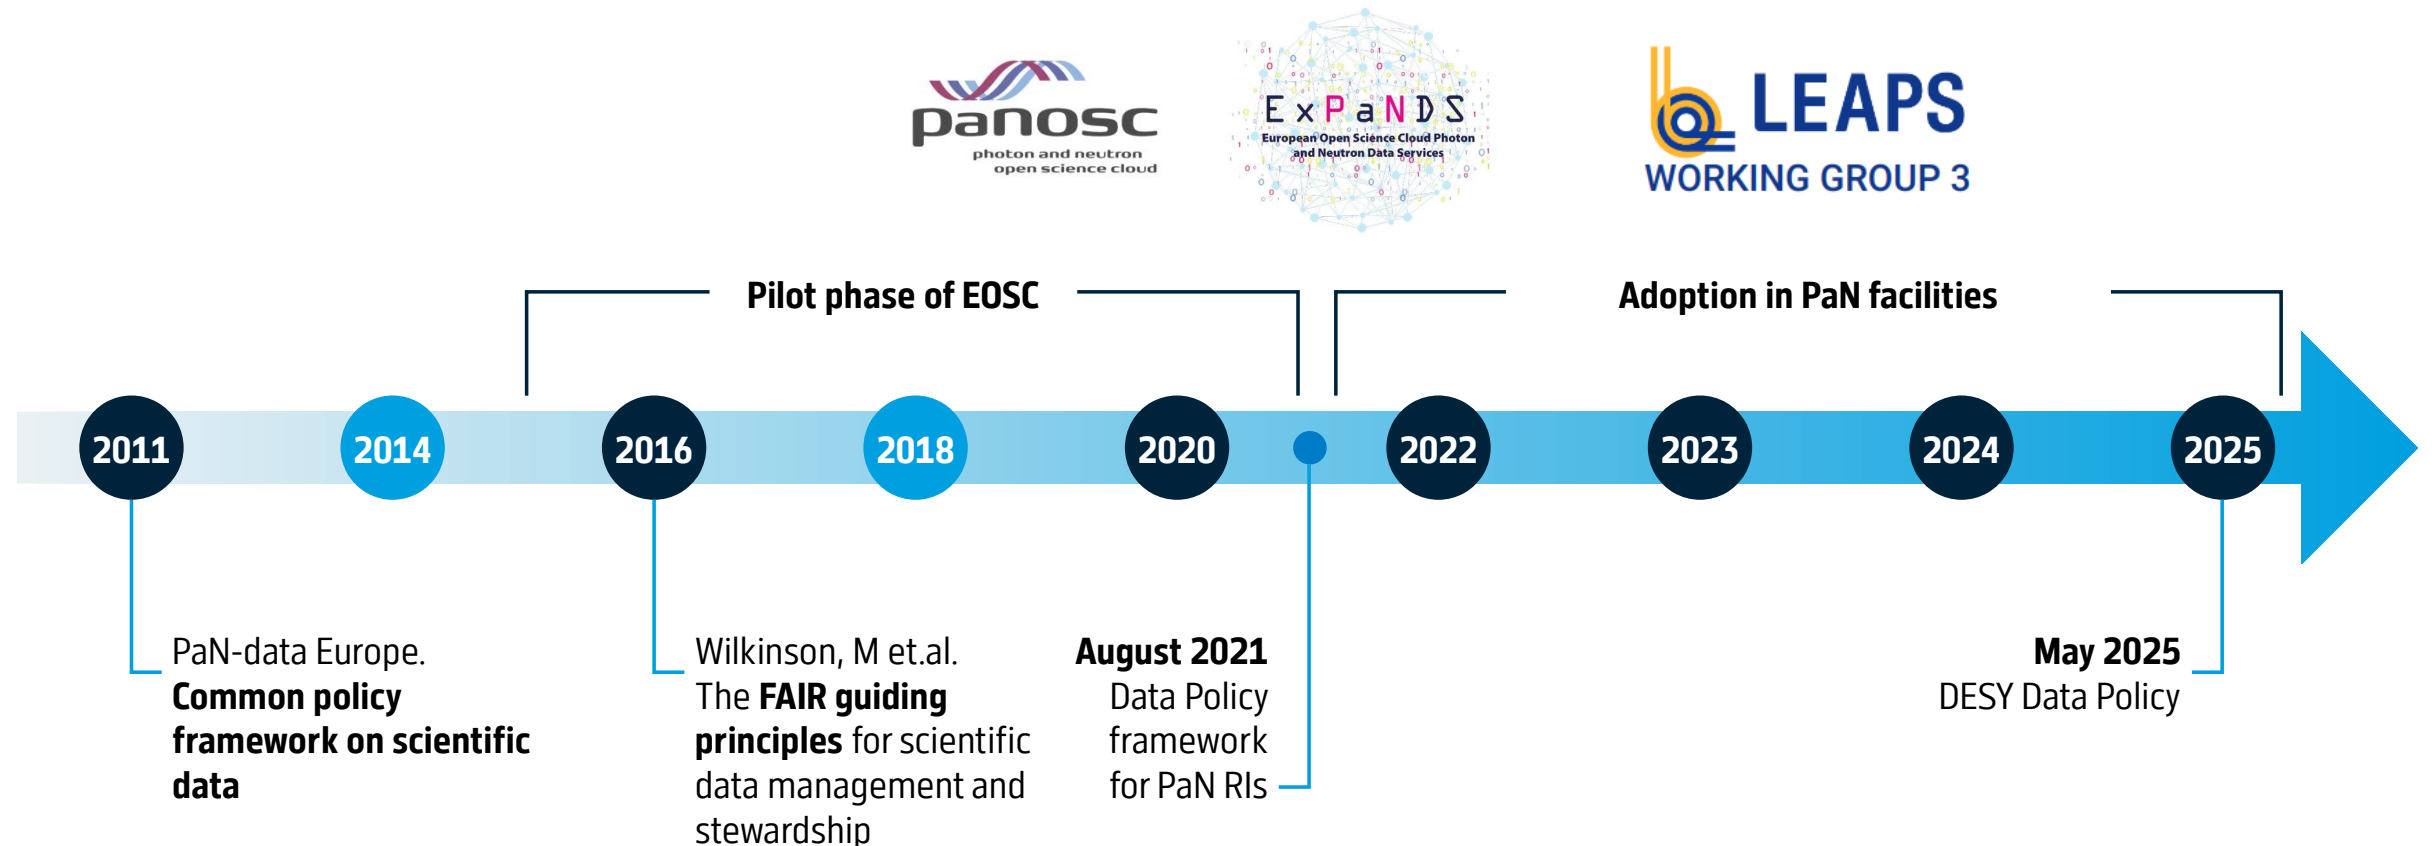 panosc
photon and neutron
open science cloud
ExPaNDS
European Open Science Cloud Photon
and Neutron Data Services
LEAPS
WORKING GROUP 3
Pilot phase of EOSC
Adoption in PaN facilities
2011
2014
2016
2018
2020
2022
2023
2024
2025
PaN-data Europe.
Common policy
framework on scientific
data
Wilkinson, M et.al.
The FAIR guiding
principles for scientific
data management and
stewardship
August 2021
Data Policy
framework
for PaN RIs
May 2025
DESY Data Policy